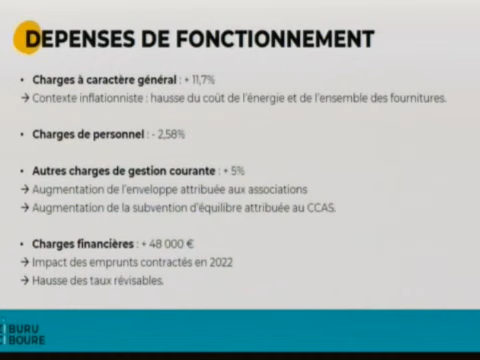 DEPENSES DE FONCTIONNEMENT
• Charges à caractère général : + 11,7%
→ Contexte inflationniste : hausse du coût de l'énergie et de l'ensemble des fournitures.
• Charges de personnel : - 2,58%
• Autres charges de gestion courante : + 5%
→ Augmentation de l'enveloppe attribuée aux associations
→ Augmentation de la subvention d'équilibre attribuée au CCAS.
• Charges financières : + 48 000 €
→ Impact des emprunts contractés en 2022
→ Hausse des taux révisables.
BURU
BOURE